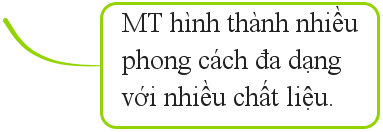 MT hình thành nhiều
phong cách đa dạng
với nhiều chất liệu.